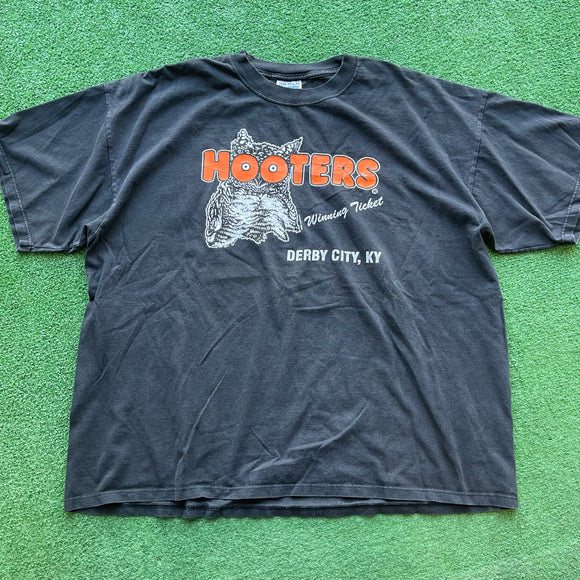 HOOTERS
Winning Ticket
DERBY CITY, KY